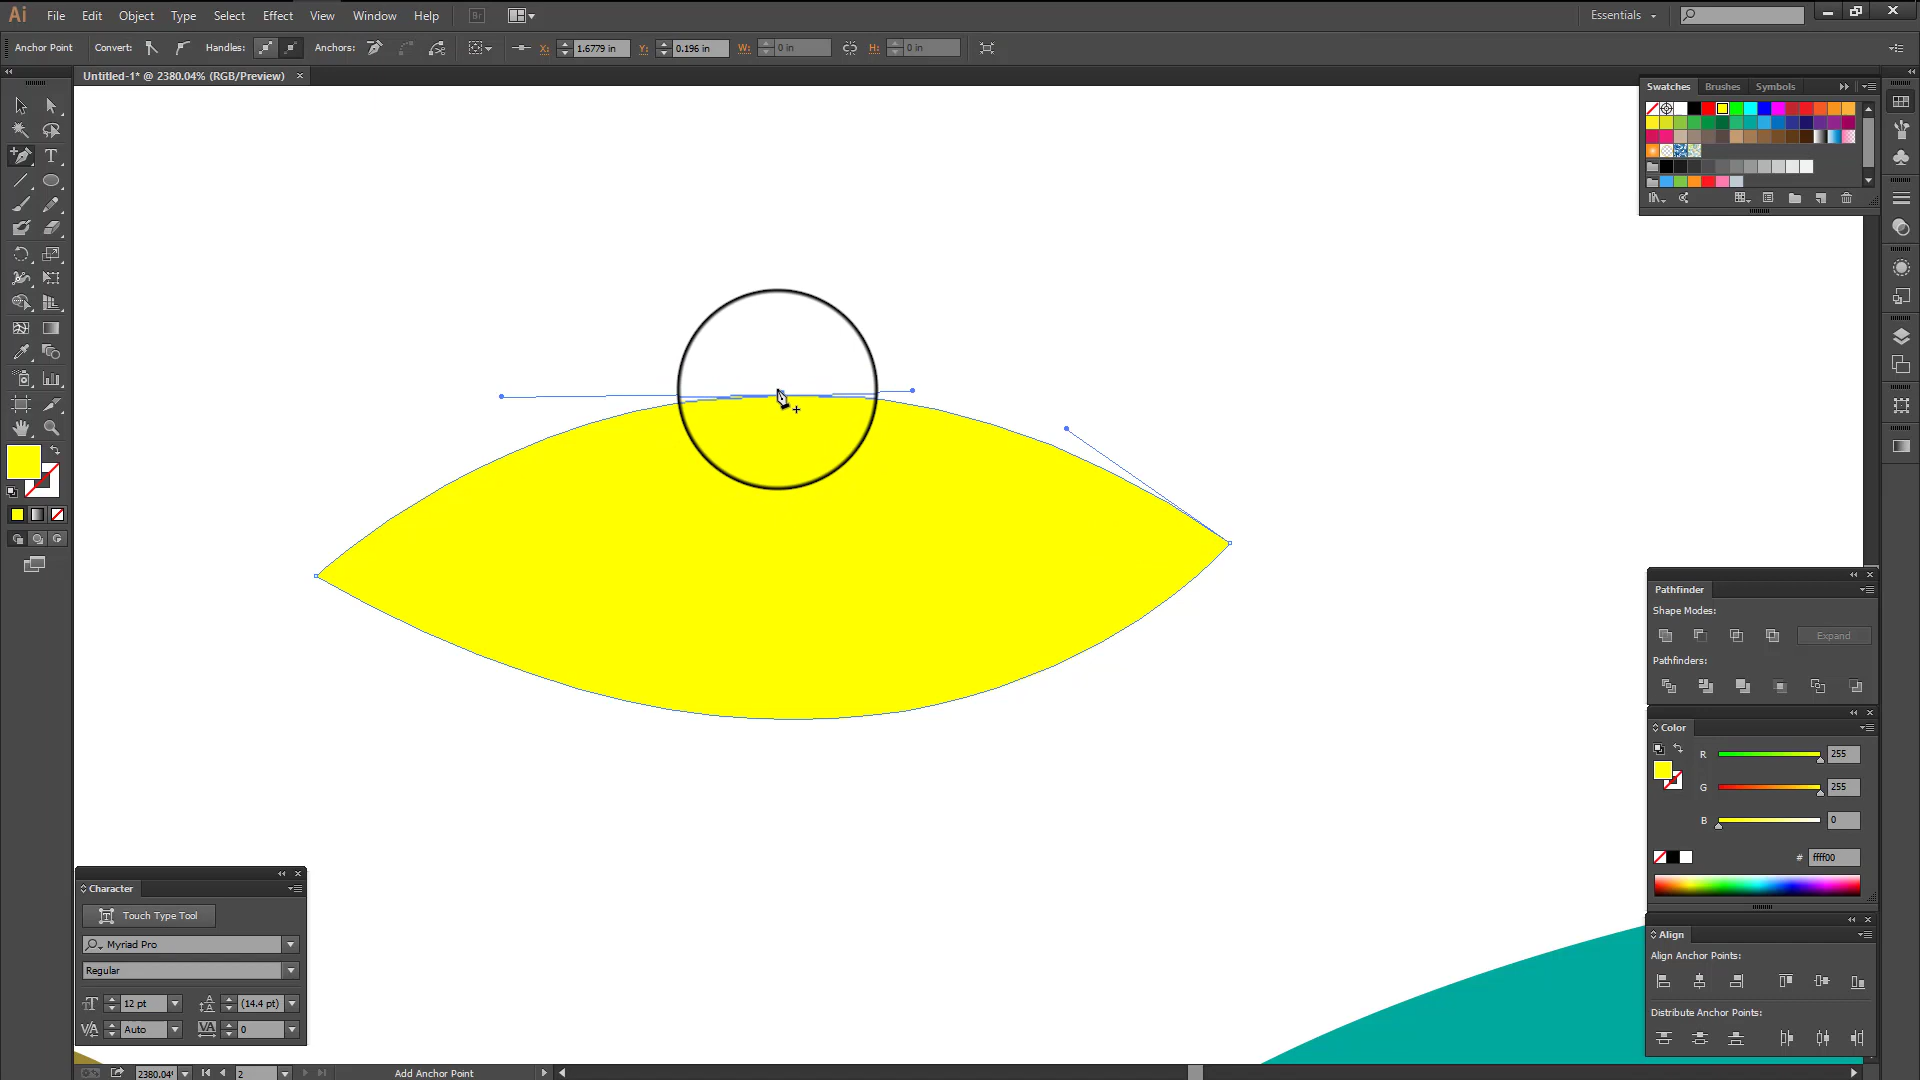 Ai File Edit Object Type Select Effect View Window Help Br Essentials
Anchor Point Convert: Handles: Anchors: X: 1.6779 in Y: 0.196 in W: 0 in H: 0 in
Untitled-1* @ 2380.04% (RGB/Preview)
Swatches Brushes Symbols
Pathfinder
Shape Modes:
Expand
Pathfinders:
Color
R 255
G 255
B 0
# ffff00
Character
Touch Type Tool
Myriad Pro
Regular
12 pt (14.4 pt)
Auto 0
Align
Align Anchor Points:
Distribute Anchor Points:
2380.04 2 Add Anchor Point